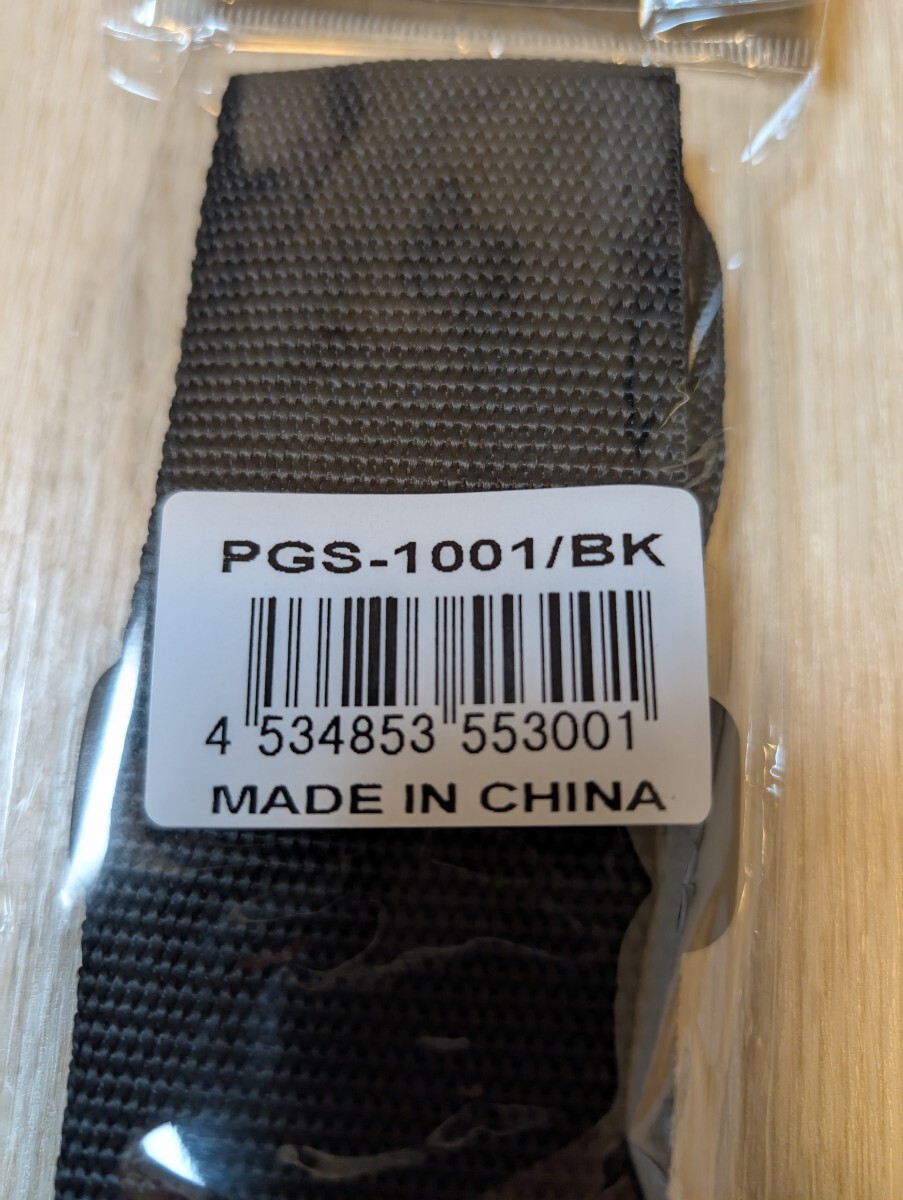 PGS-1001/BK
4 534853 553001
MADE IN CHINA